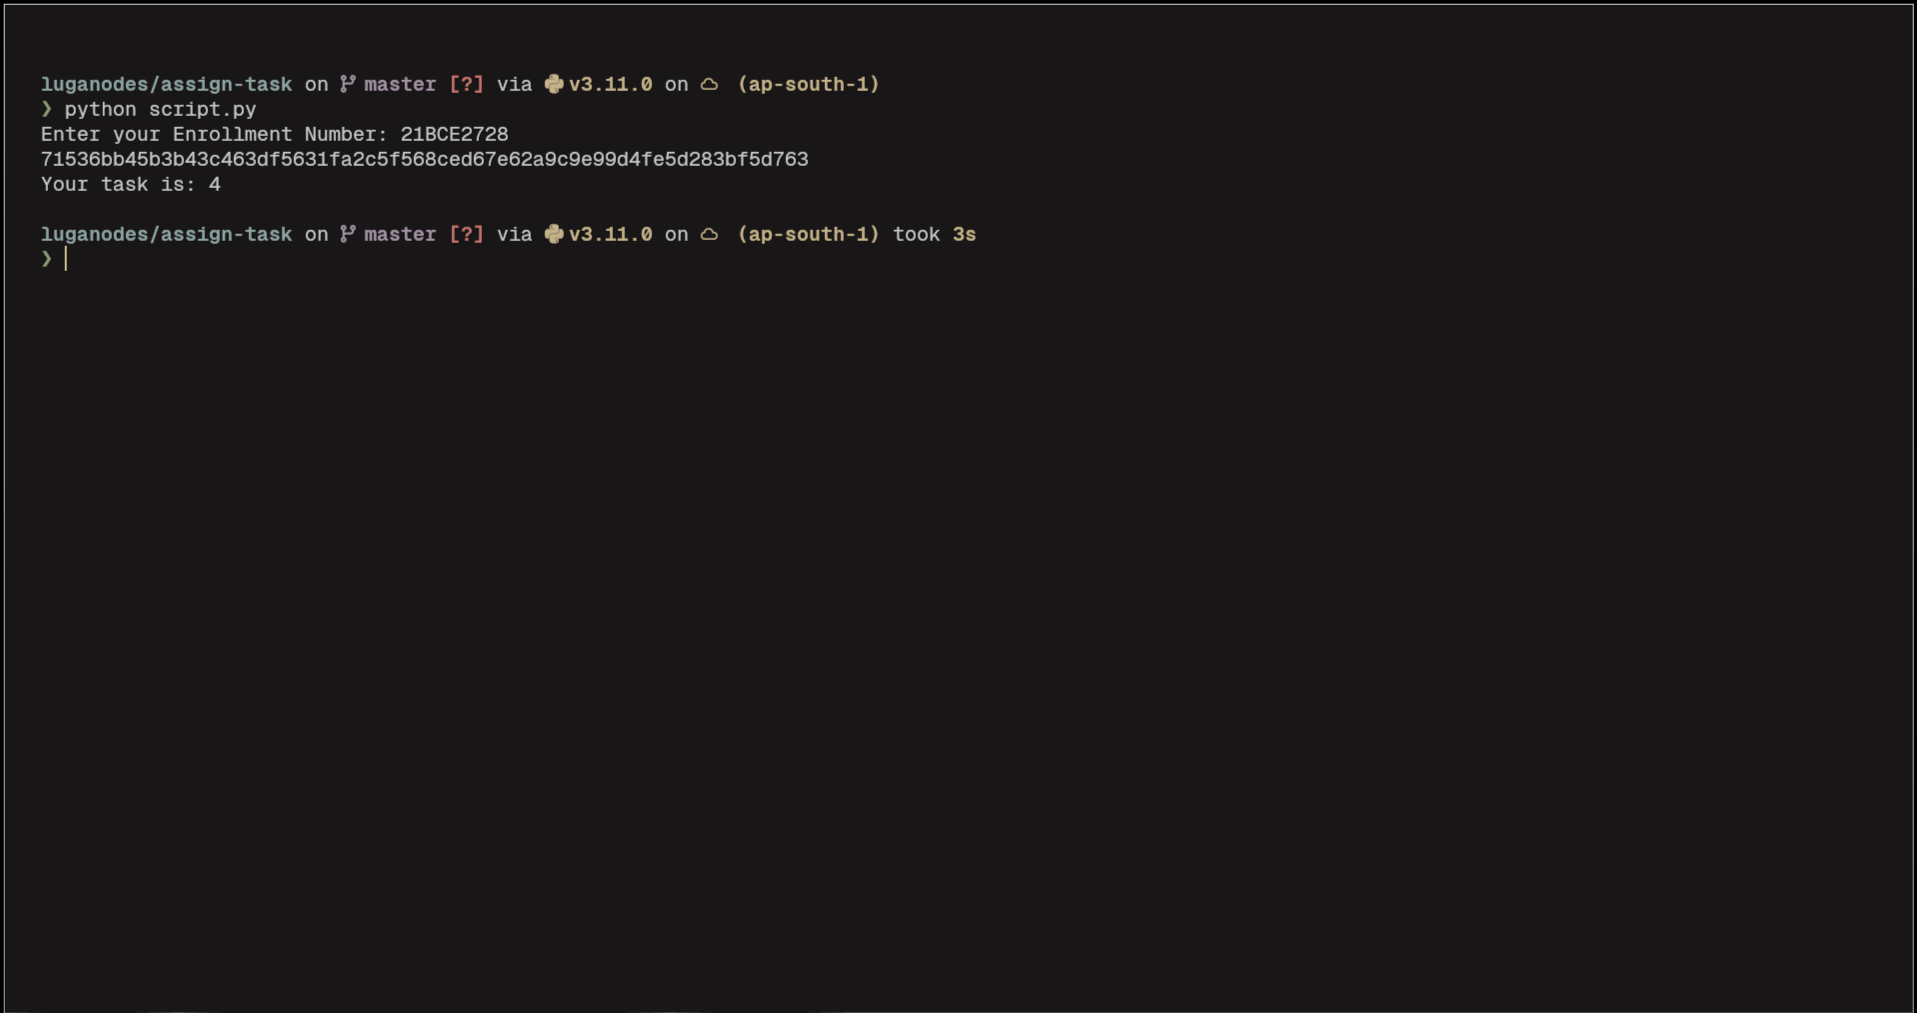 luganodes/assign-task on master [?] via v3.11.0 on (ap-south-1)
❯ python script.py
Enter your Enrollment Number: 21BCE2728
71536bb45b3b43c463df5631fa2c5f568ced67e62a9c9e99d4fe5d283bf5d763
Your task is: 4
luganodes/assign-task on master [?] via v3.11.0 on (ap-south-1) took 3s
❯